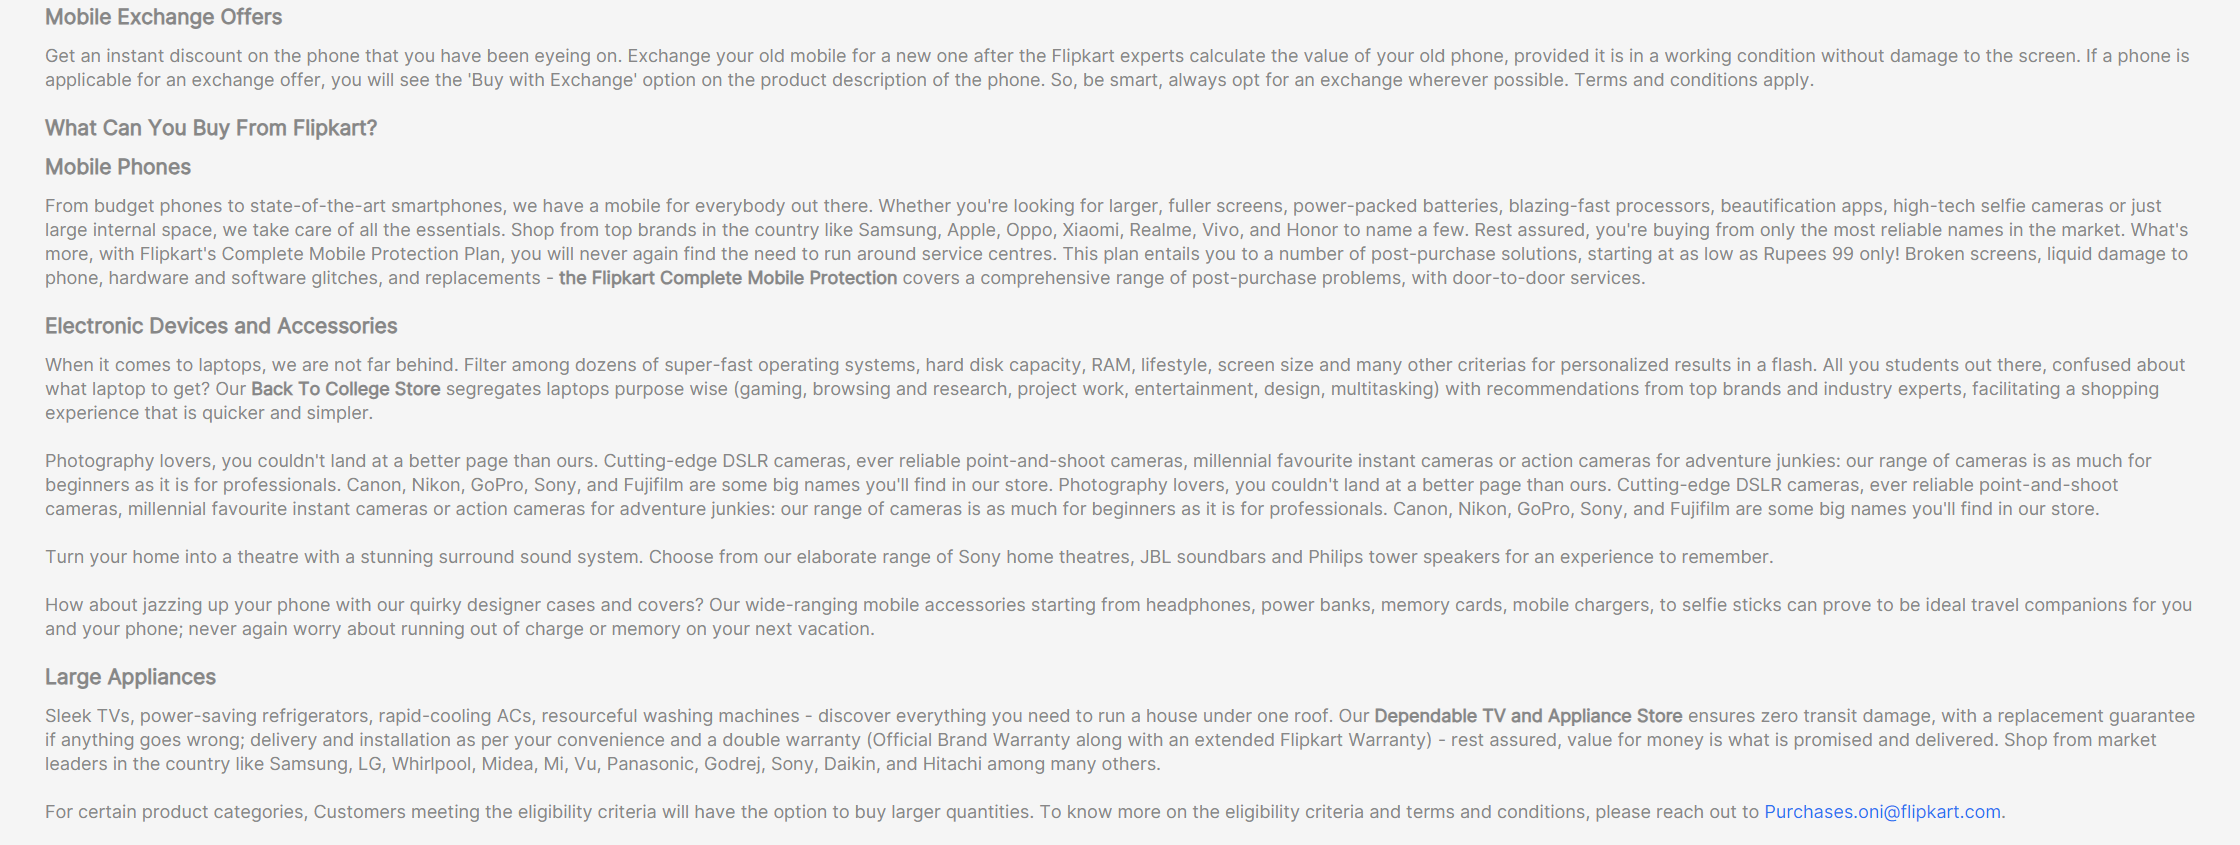 Mobile Exchange Offers
Get an instant discount on the phone that you have been eyeing on. Exchange your old mobile for a new one after the Flipkart experts calculate the value of your old phone, provided it is in a working condition without damage to the screen. If a phone is
applicable for an exchange offer, you will see the 'Buy with Exchange' option on the product description of the phone. So, be smart, always opt for an exchange wherever possible. Terms and conditions apply.
What Can You Buy From Flipkart?
Mobile Phones
From budget phones to state-of-the-art smartphones, we have a mobile for everybody out there. Whether you're looking for larger, fuller screens, power-packed batteries, blazing-fast processors, beautification apps, high-tech selfie cameras or just
large internal space, we take care of all the essentials. Shop from top brands in the country like Samsung, Apple, Oppo, Xiaomi, Realme, Vivo, and Honor to name a few. Rest assured, you're buying from only the most reliable names in the market. What's
more, with Flipkart's Complete Mobile Protection Plan, you will never again find the need to run around service centres. This plan entails you to a number of post-purchase solutions, starting at as low as Rupees 99 only! Broken screens, liquid damage to
phone, hardware and software glitches, and replacements - the Flipkart Complete Mobile Protection covers a comprehensive range of post-purchase problems, with door-to-door services.
Electronic Devices and Accessories
When it comes to laptops, we are not far behind. Filter among dozens of super-fast operating systems, hard disk capacity, RAM, lifestyle, screen size and many other criterias for personalized results in a flash. All you students out there, confused about
what laptop to get? Our Back To College Store segregates laptops purpose wise (gaming, browsing and research, project work, entertainment, design, multitasking) with recommendations from top brands and industry experts, facilitating a shopping
experience that is quicker and simpler.
Photography lovers, you couldn't land at a better page than ours. Cutting-edge DSLR cameras, ever reliable point-and-shoot cameras, millennial favourite instant cameras or action cameras for adventure junkies: our range of cameras is as much for
beginners as it is for professionals. Canon, Nikon, GoPro, Sony, and Fujifilm are some big names you'll find in our store. Photography lovers, you couldn't land at a better page than ours. Cutting-edge DSLR cameras, ever reliable point-and-shoot
cameras, millennial favourite instant cameras or action cameras for adventure junkies: our range of cameras is as much for beginners as it is for professionals. Canon, Nikon, GoPro, Sony, and Fujifilm are some big names you'll find in our store.
Turn your home into a theatre with a stunning surround sound system. Choose from our elaborate range of Sony home theatres, JBL soundbars and Philips tower speakers for an experience to remember.
How about jazzing up your phone with our quirky designer cases and covers? Our wide-ranging mobile accessories starting from headphones, power banks, memory cards, mobile chargers, to selfie sticks can prove to be ideal travel companions for you
and your phone; never again worry about running out of charge or memory on your next vacation.
Large Appliances
Sleek TVs, power-saving refrigerators, rapid-cooling ACs, resourceful washing machines - discover everything you need to run a house under one roof. Our Dependable TV and Appliance Store ensures zero transit damage, with a replacement guarantee
if anything goes wrong; delivery and installation as per your convenience and a double warranty (Official Brand Warranty along with an extended Flipkart Warranty) - rest assured, value for money is what is promised and delivered. Shop from market
leaders in the country like Samsung, LG, Whirlpool, Midea, Mi, Vu, Panasonic, Godrej, Sony, Daikin, and Hitachi among many others.
For certain product categories, Customers meeting the eligibility criteria will have the option to buy larger quantities. To know more on the eligibility criteria and terms and conditions, please reach out to Purchases.oni@flipkart.com.